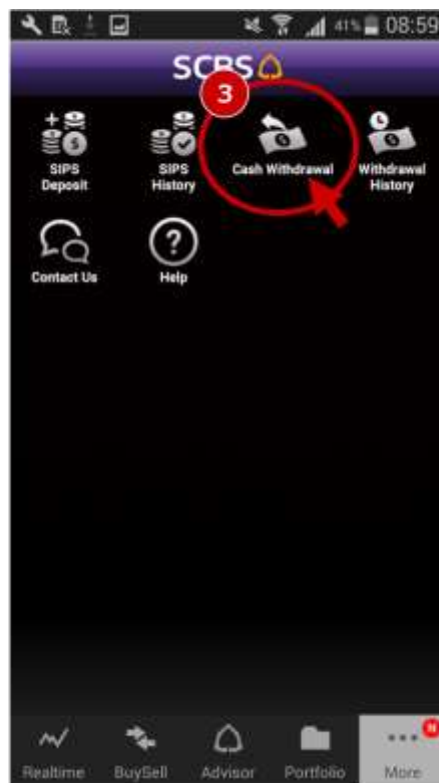 41% 08:59
SCBS
3
SIPS
Deposit
SIPS
History
Cash Withdrawal
Withdrawal
History
Contact Us
Help
Realtime
BuySell
Advisor
Portfolio
More
N